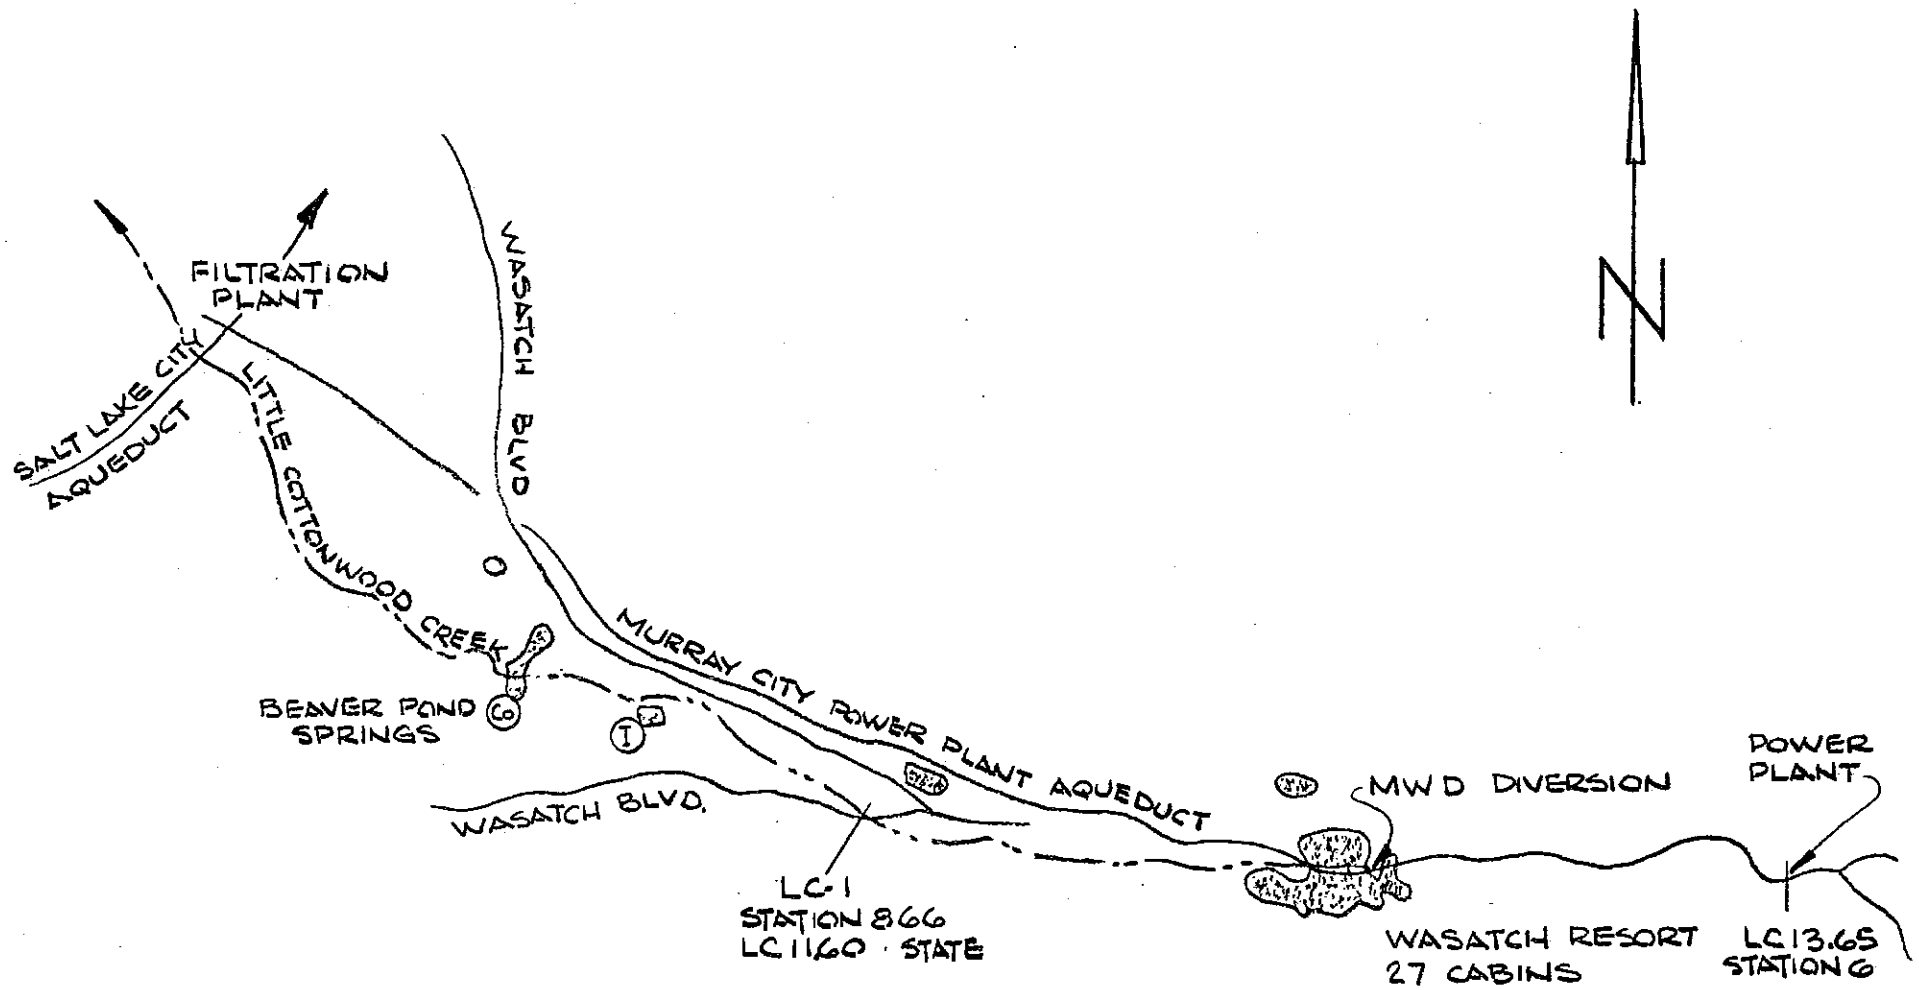 N
FILTRATION
PLANT
WASATCH BLVD
SALT LAKE CITY
AQUEDUCT
LITTLE COTTONWOOD CREEK
MURRAY CITY POWER PLANT AQUEDUCT
BEAVER POND
SPRINGS
I
WASATCH BLVD.
MWD DIVERSION
POWER
PLANT
LC-1
STATION 866
LC 11.60 · STATE
WASATCH RESORT
27 CABINS
LC 13.65
STATION 6